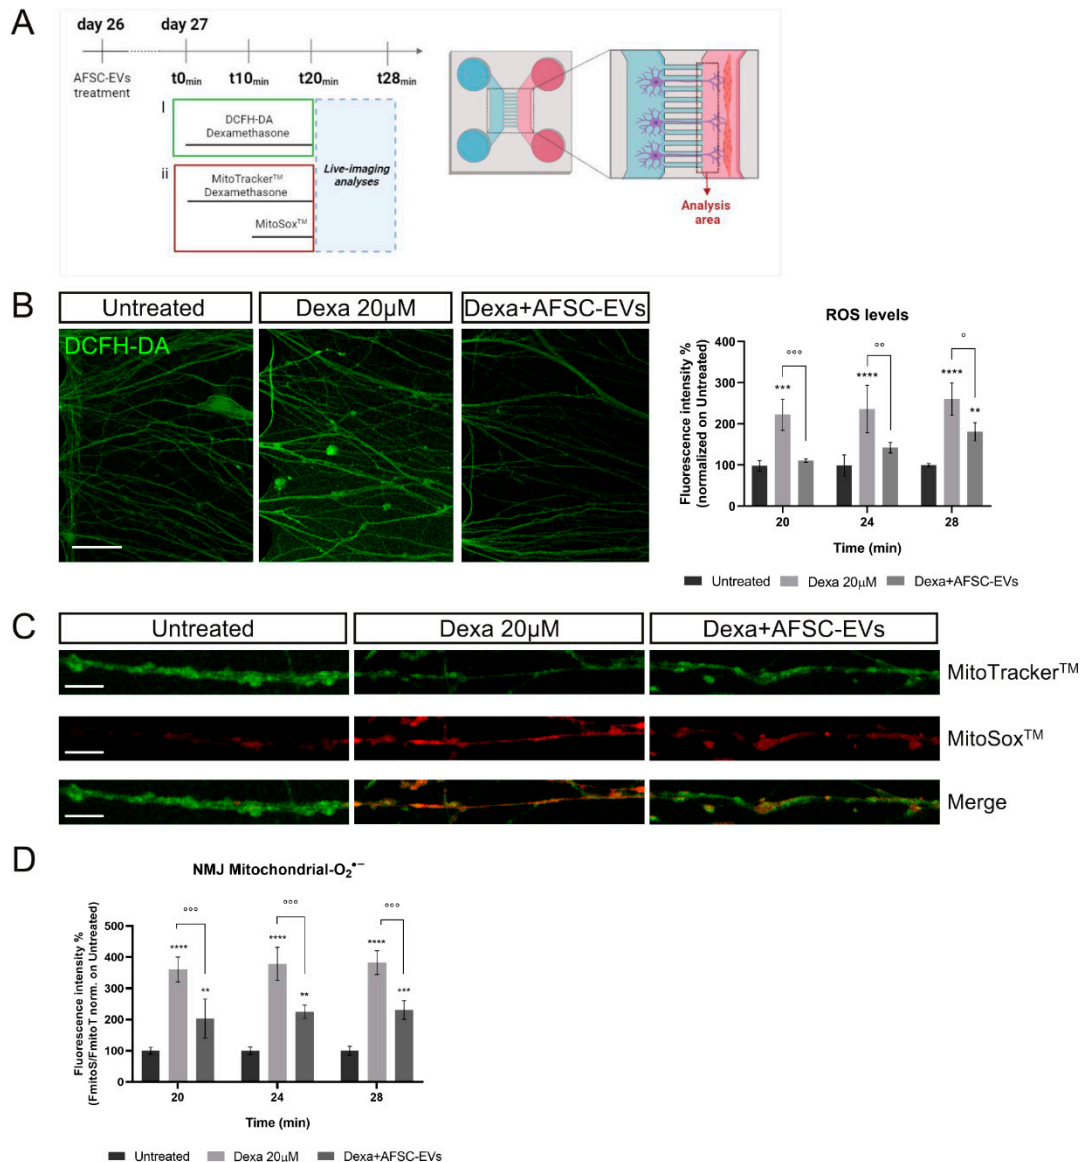 A
day 26
day 27
t0min
t10min
t20min
t28min
AFSC-EVs
treatment
I
DCFH-DA
Dexamethasone
ii
MitoTracker™
Dexamethasone
MitoSox™
Live-imaging
analyses
Analysis
area
B
Untreated
Dexa 20µM
Dexa+AFSC-EVs
DCFH-DA
ROS levels
Fluorescence intensity %
(normalized on Untreated)
400
300
200
100
0
***
°°°
****
°°
****
°
**
20
24
28
Time (min)
Untreated
Dexa 20µM
Dexa+AFSC-EVs
C
Untreated
Dexa 20µM
Dexa+AFSC-EVs
MitoTracker™
MitoSox™
Merge
D
NMJ Mitochondrial-O₂•−
Fluorescence intensity %
(FmitoS/FmitoT norm. on Untreated)
500
400
300
200
100
0
****
°°°
**
****
°°°
**
****
°°°
***
20
24
28
Time (min)
Untreated
Dexa 20µM
Dexa+AFSC-EVs